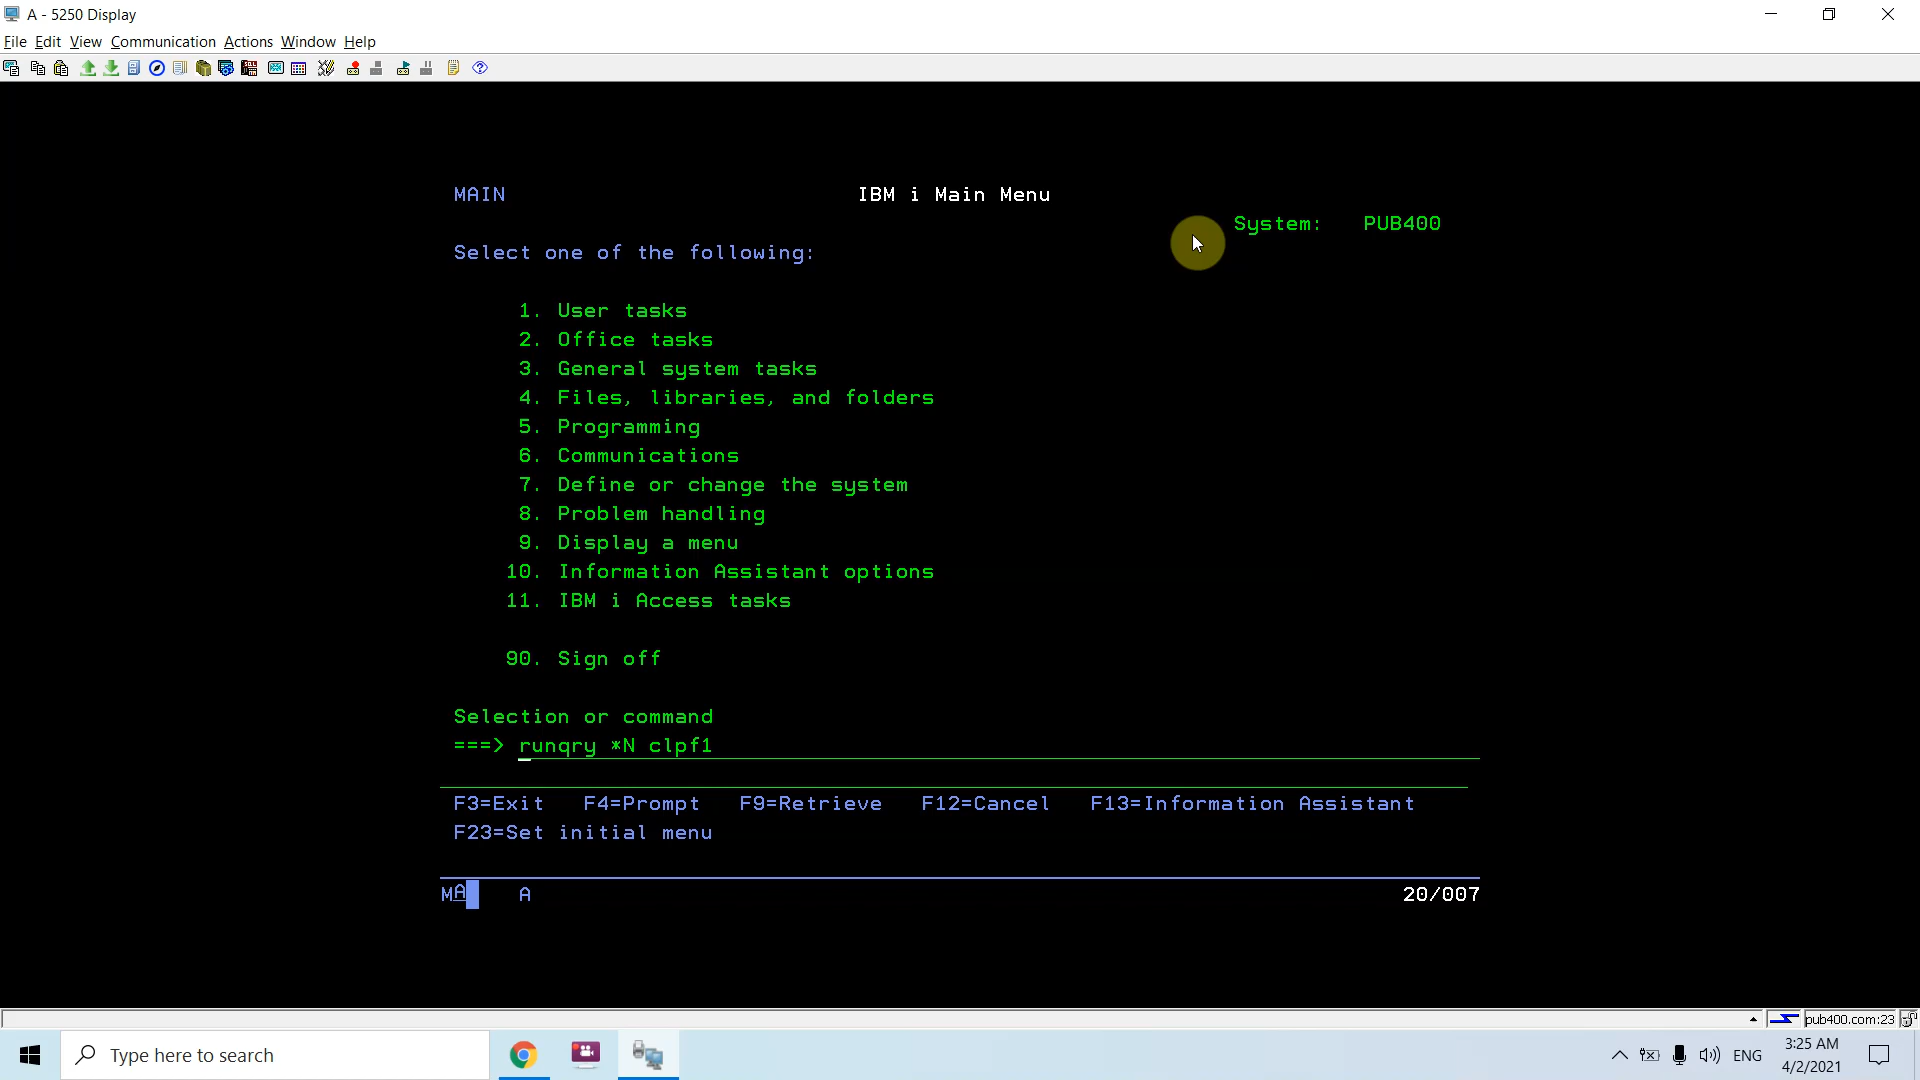 A - 5250 Display
File Edit View Communication Actions Window Help
MAIN IBM i Main Menu
System: PUB400
Select one of the following:
1. User tasks
2. Office tasks
3. General system tasks
4. Files, libraries, and folders
5. Programming
6. Communications
7. Define or change the system
8. Problem handling
9. Display a menu
10. Information Assistant options
11. IBM i Access tasks
90. Sign off
Selection or command
===> runqry *N clpf1
F3=Exit F4=Prompt F9=Retrieve F12=Cancel F13=Information Assistant
F23=Set initial menu
MA A 20/007
pub400.com:23
Type here to search
ENG
3:25 AM
4/2/2021